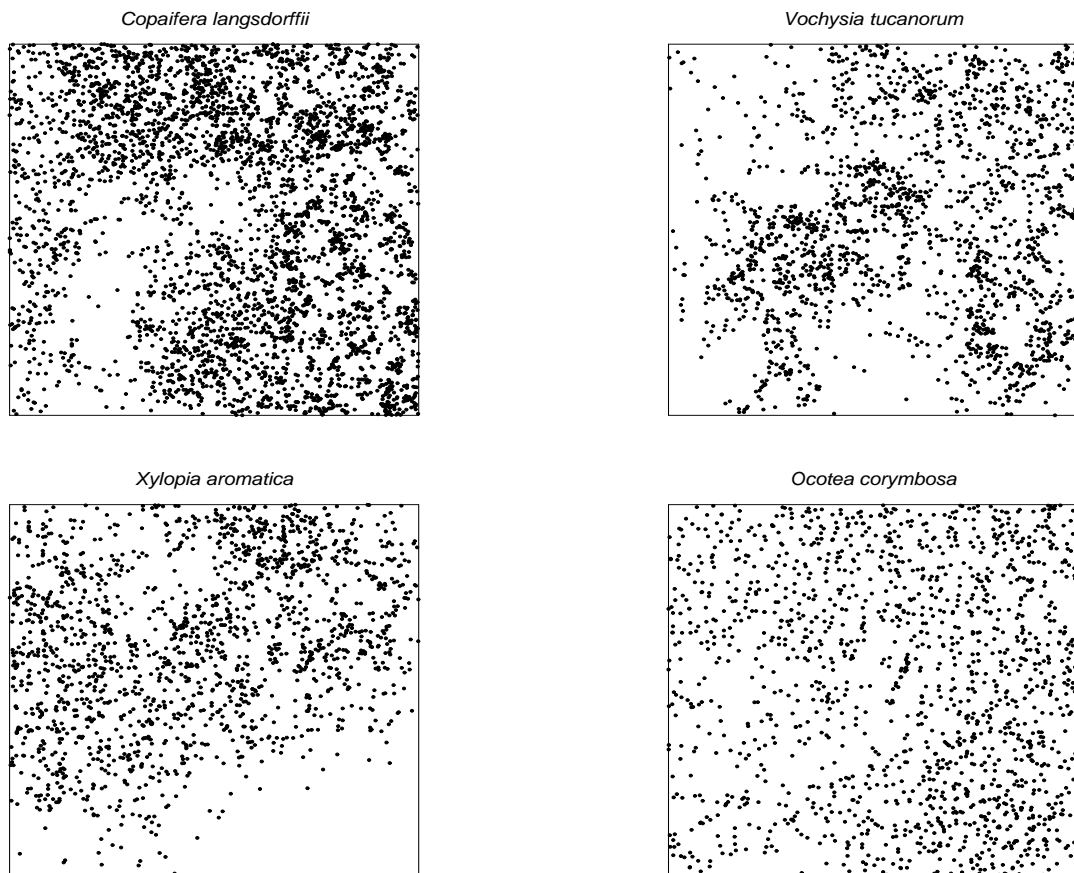 Copaifera langsdorffii
Vochysia tucanorum
Xylopia aromatica
Ocotea corymbosa